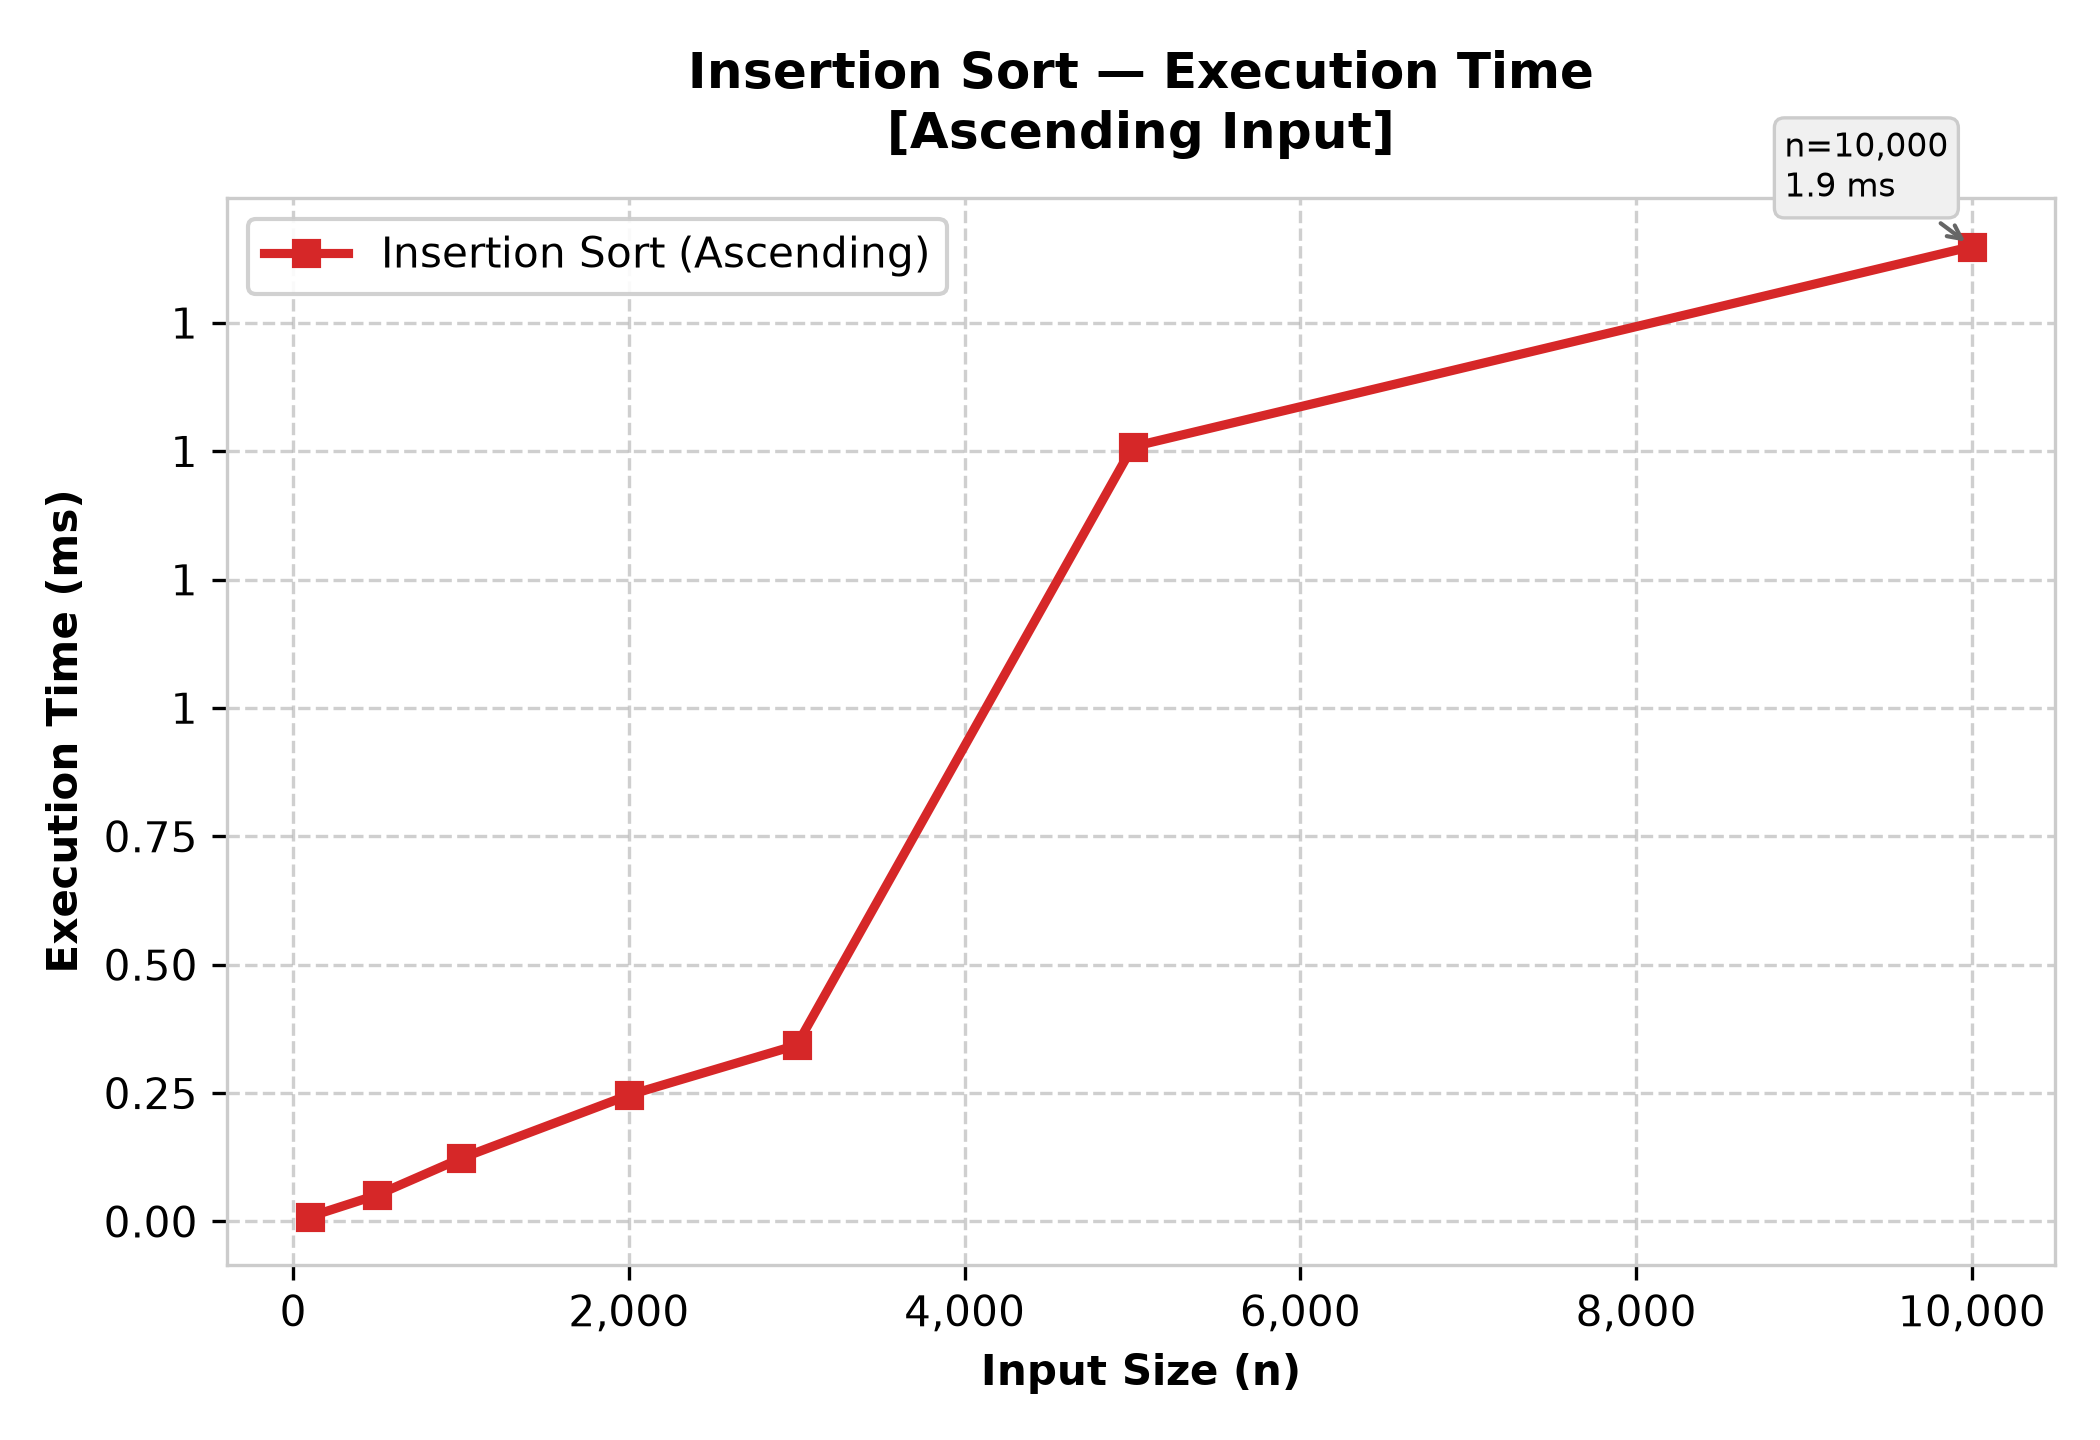 Insertion Sort — Execution Time
[Ascending Input]
n=10,000
1.9 ms
Insertion Sort (Ascending)
Execution Time (ms)
1
1
1
1
0.75
0.50
0.25
0.00
0
2,000
4,000
6,000
8,000
10,000
Input Size (n)